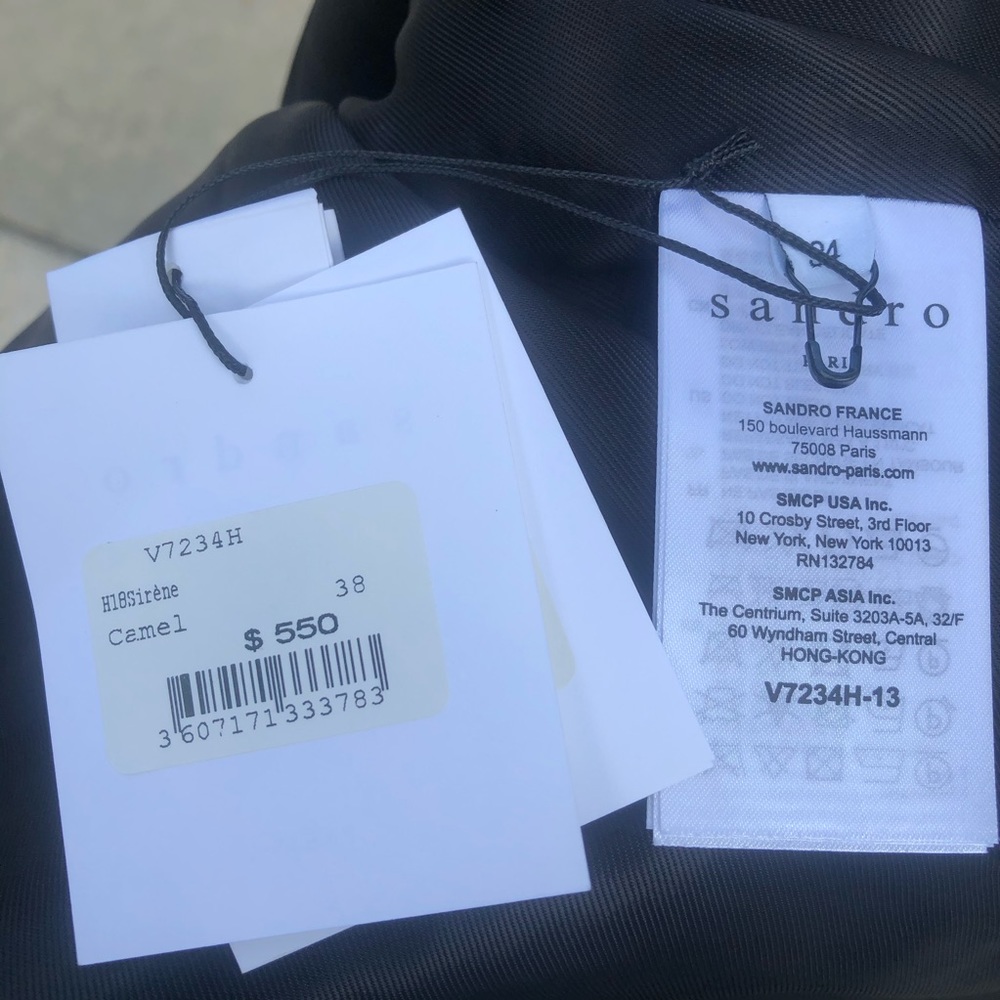 V7234H
H18Sirène 38
Camel
$ 550
3 607171 333783
sandro
PARIS
SANDRO FRANCE
150 boulevard Haussmann
75008 Paris
www.sandro-paris.com
SMCP USA Inc.
10 Crosby Street, 3rd Floor
New York, New York 10013
RN132784
SMCP ASIA Inc.
The Centrium, Suite 3203A-5A, 32/F
60 Wyndham Street, Central
HONG-KONG
V7234H-13